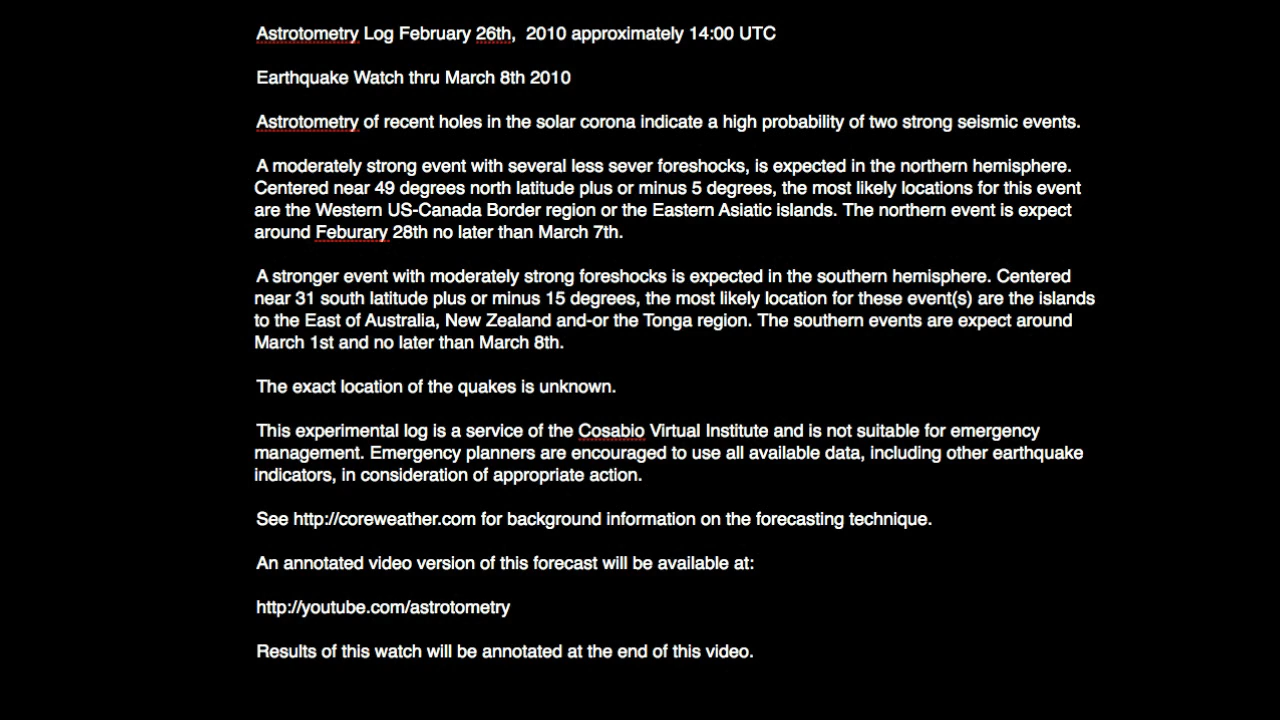 Astrotometry Log February 26th,  2010 approximately 14:00 UTC
Earthquake Watch thru March 8th 2010
Astrotometry of recent holes in the solar corona indicate a high probability of two strong seismic events.
A moderately strong event with several less sever foreshocks, is expected in the northern hemisphere.
Centered near 49 degrees north latitude plus or minus 5 degrees, the most likely locations for this event
are the Western US-Canada Border region or the Eastern Asiatic islands. The northern event is expect
around Feburary 28th no later than March 7th.
A stronger event with moderately strong foreshocks is expected in the southern hemisphere. Centered
near 31 south latitude plus or minus 15 degrees, the most likely location for these event(s) are the islands
to the East of Australia, New Zealand and-or the Tonga region. The southern events are expect around
March 1st and no later than March 8th.
The exact location of the quakes is unknown.
This experimental log is a service of the Cosabio Virtual Institute and is not suitable for emergency
management. Emergency planners are encouraged to use all available data, including other earthquake
indicators, in consideration of appropriate action.
See http://coreweather.com for background information on the forecasting technique.
An annotated video version of this forecast will be available at:
http://youtube.com/astrotometry
Results of this watch will be annotated at the end of this video.